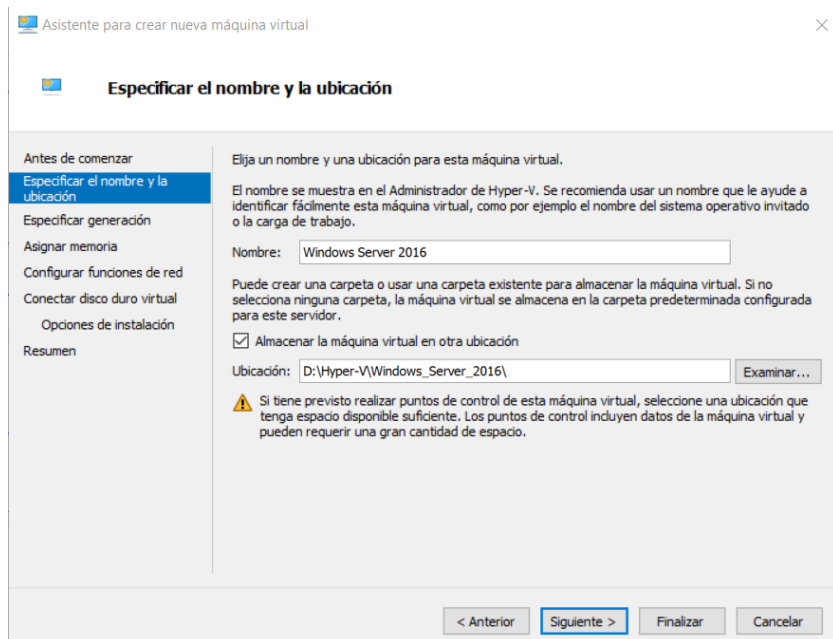 Asistente para crear nueva máquina virtual
Especificar el nombre y la ubicación
Antes de comenzar
Especificar el nombre y la
ubicación
Especificar generación
Asignar memoria
Configurar funciones de red
Conectar disco duro virtual
Opciones de instalación
Resumen
Elija un nombre y una ubicación para esta máquina virtual.
El nombre se muestra en el Administrador de Hyper-V. Se recomienda usar un nombre que le ayude a
identificar fácilmente esta máquina virtual, como por ejemplo el nombre del sistema operativo invitado
o la carga de trabajo.
Nombre: Windows Server 2016
Puede crear una carpeta o usar una carpeta existente para almacenar la máquina virtual. Si no
selecciona ninguna carpeta, la máquina virtual se almacena en la carpeta predeterminada configurada
para este servidor.
Almacenar la máquina virtual en otra ubicación
Ubicación: D:\Hyper-V\Windows_Server_2016\ Examinar...
Si tiene previsto realizar puntos de control de esta máquina virtual, seleccione una ubicación que
tenga espacio disponible suficiente. Los puntos de control incluyen datos de la máquina virtual y
pueden requerir una gran cantidad de espacio.
< Anterior Siguiente > Finalizar Cancelar